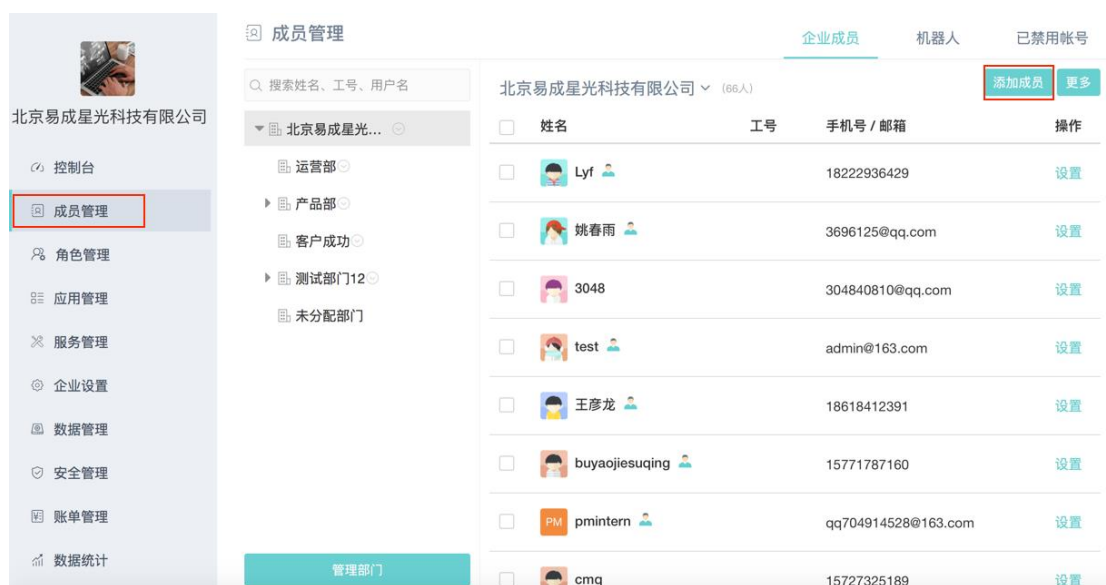 北京易成星光科技有限公司
控制台
成员管理
角色管理
应用管理
服务管理
企业设置
数据管理
安全管理
账单管理
数据统计
成员管理
企业成员 机器人 已禁用帐号
搜索姓名、工号、用户名
北京易成星光...
运营部
产品部
客户成功
测试部门12
未分配部门
管理部门
北京易成星光科技有限公司 (66人)
添加成员 更多
姓名 工号 手机号 / 邮箱 操作
Lyf 18222936429 设置
姚春雨 3696125@qq.com 设置
3048 304840810@qq.com 设置
test admin@163.com 设置
王彦龙 18618412391 设置
buyaojiesuqing 15771787160 设置
PM pmintern qq704914528@163.com 设置
cmq 15727325189 设置